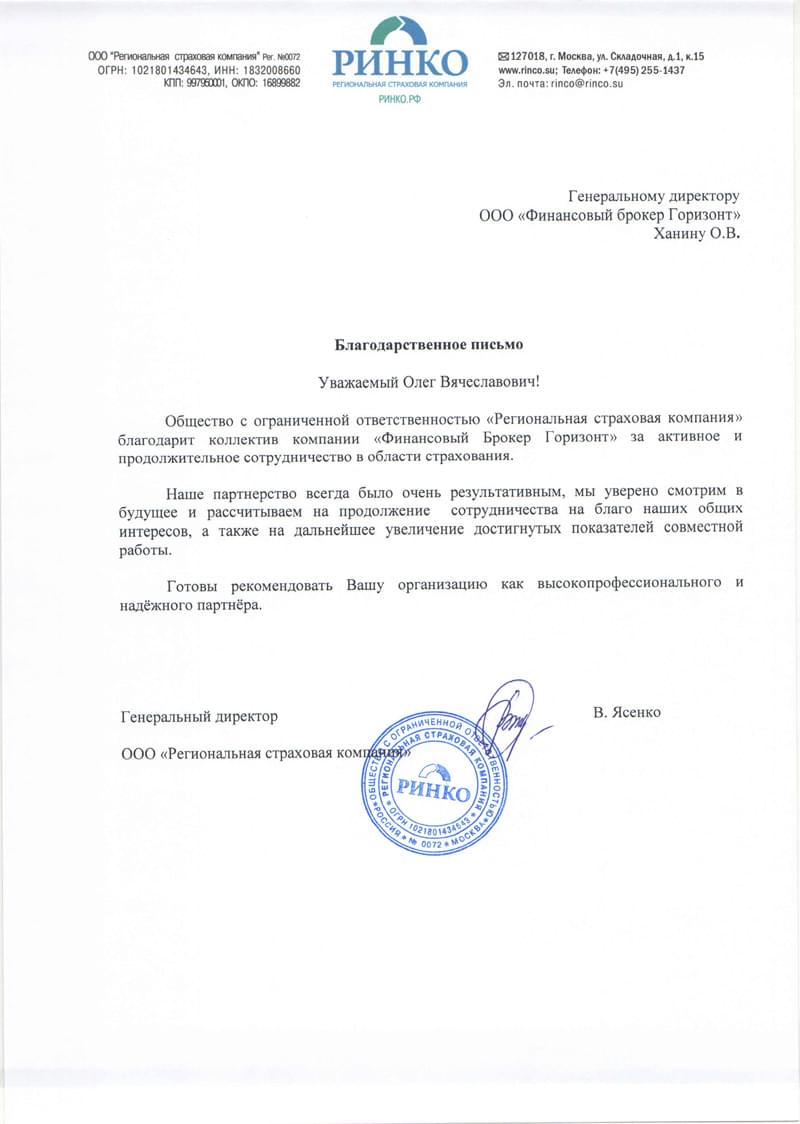 ООО "Региональная страховая компания" Рег. №0072
ОГРН: 1021801434643, ИНН: 1832008660
КПП: 997950001, ОКПО: 16899882
РИНКО
РЕГИОНАЛЬНАЯ СТРАХОВАЯ КОМПАНИЯ
РИНКО.РФ
127018, г. Москва, ул. Складочная, д.1, к.15
www.rinco.su; Телефон: +7(495) 255-1437
Эл. почта: rinco@rinco.su
Генеральному директору
ООО «Финансовый брокер Горизонт»
Ханину О.В.
Благодарственное письмо
Уважаемый Олег Вячеславович!
Общество с ограниченной ответственностью «Региональная страховая компания»
благодарит коллектив компании «Финансовый Брокер Горизонт» за активное и
продолжительное сотрудничество в области страхования.
Наше партнерство всегда было очень результативным, мы уверено смотрим в
будущее и рассчитываем на продолжение сотрудничества на благо наших общих
интересов, а также на дальнейшее увеличение достигнутых показателей совместной
работы.
Готовы рекомендовать Вашу организацию как высокопрофессионального и
надёжного партнёра.
Генеральный директор
В. Ясенко
ООО «Региональная страховая компания»
ОБЩЕСТВО С ОГРАНИЧЕННОЙ ОТВЕТСТВЕННОСТЬЮ
РЕГИОНАЛЬНАЯ СТРАХОВАЯ КОМПАНИЯ
РИНКО
* ОГРН 1021801434643 *
* РОССИЯ * № 0072 * МОСКВА *